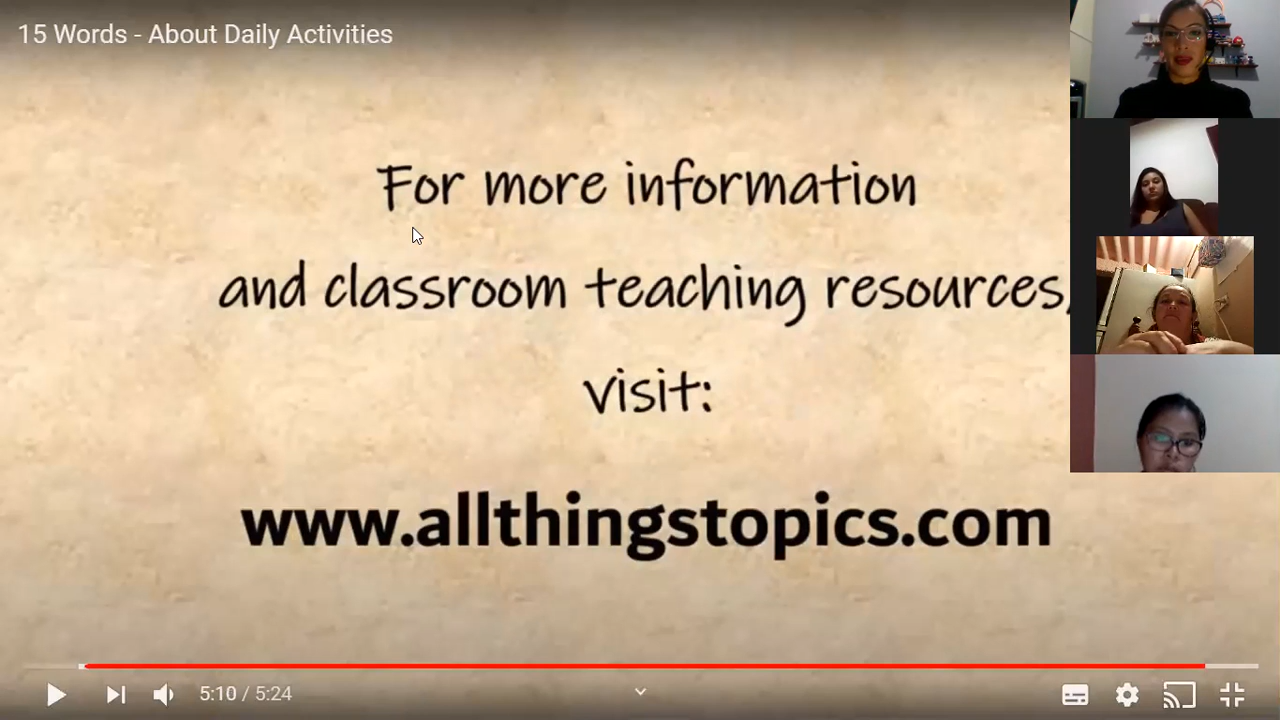 15 Words - About Daily Activities
For more information
and classroom teaching resources,
visit:
www.allthingstopics.com
5:10 / 5:24